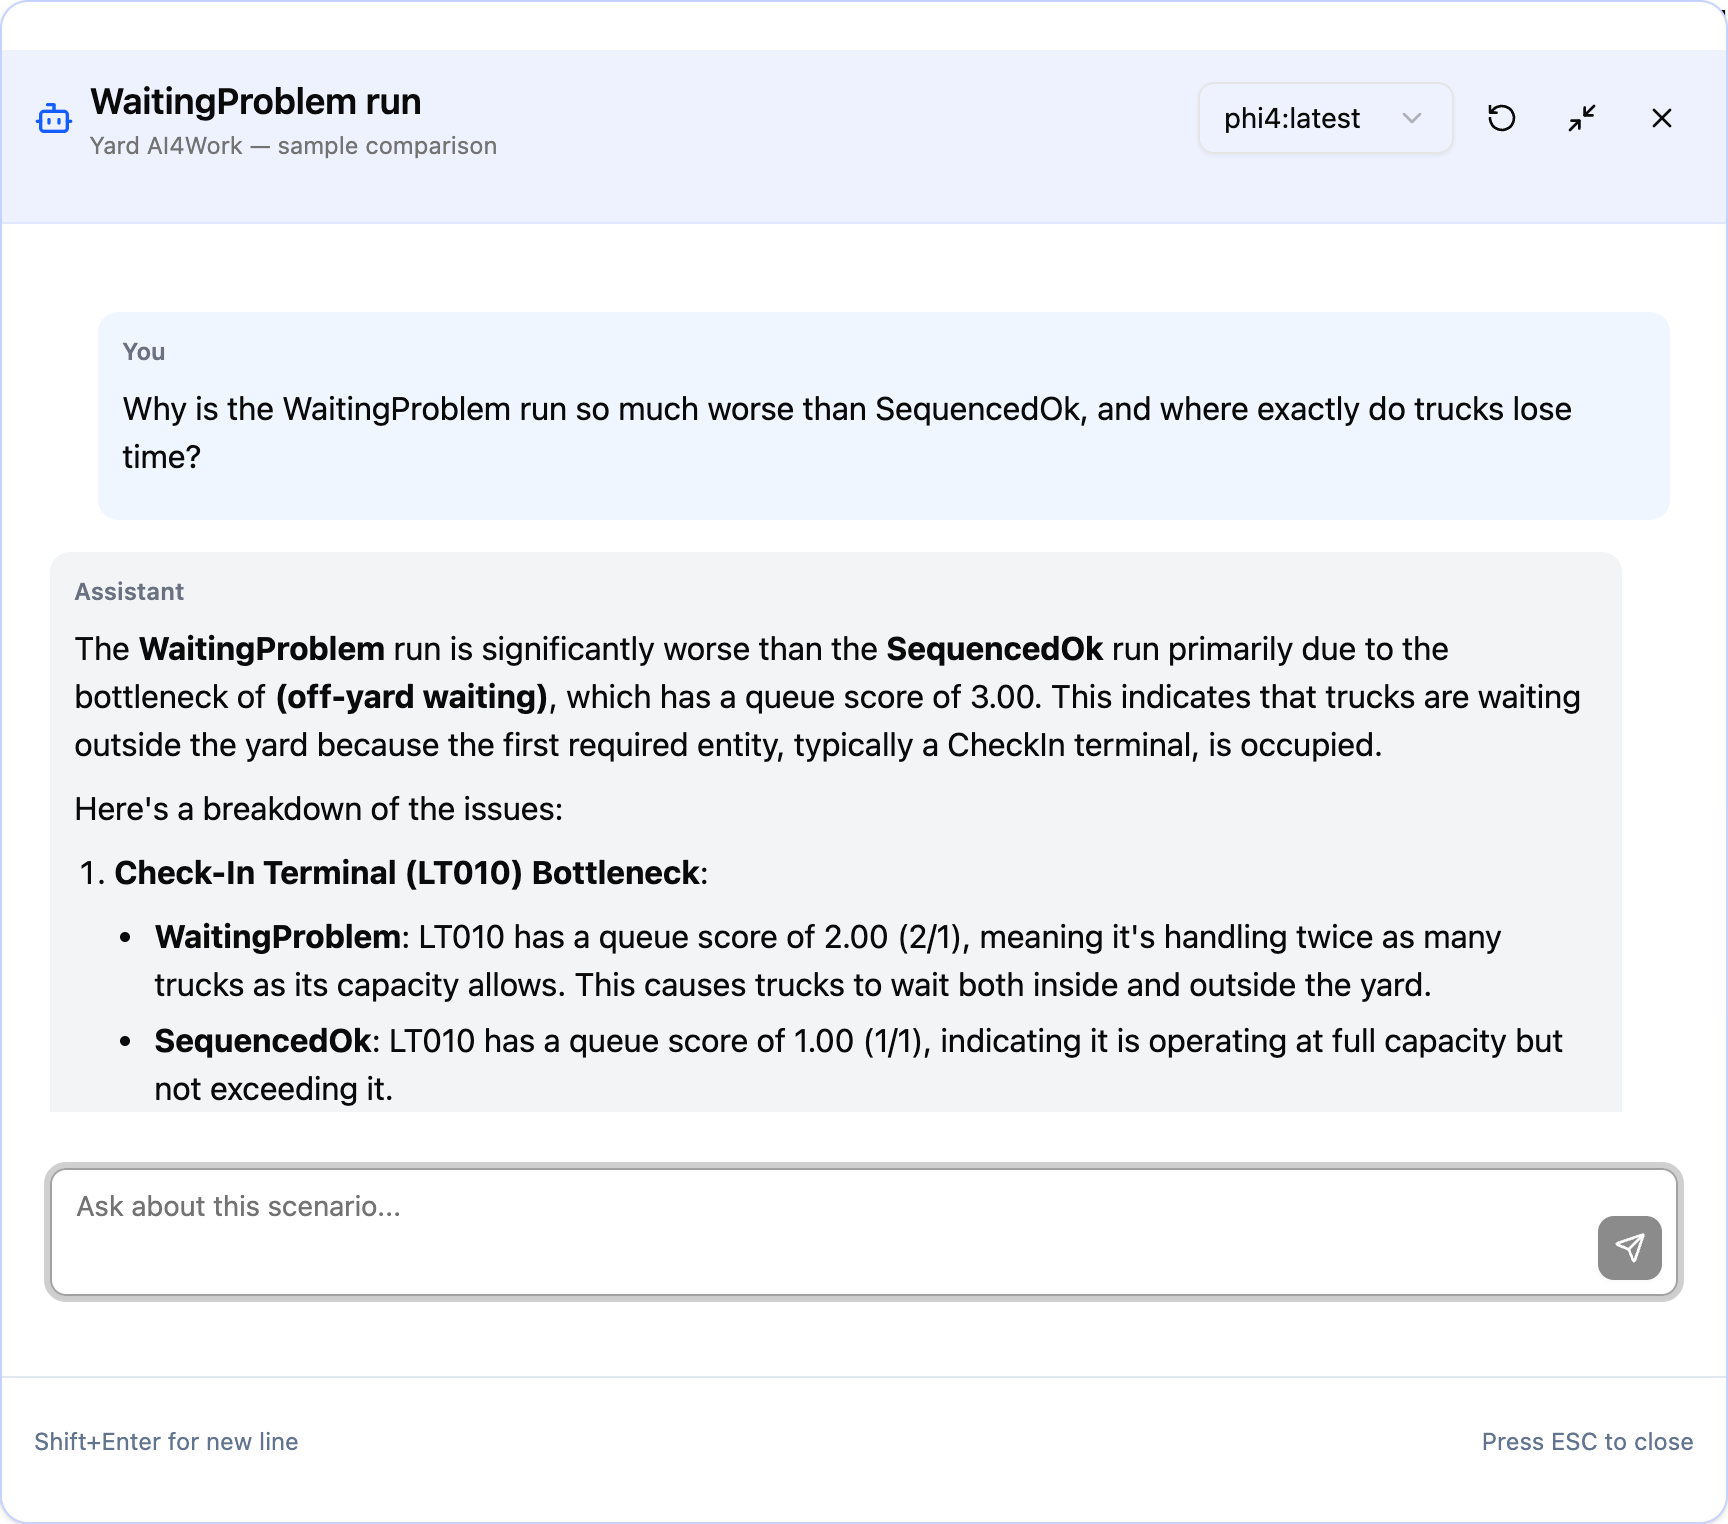 WaitingProblem run
Yard AI4Work — sample comparison
phi4:latest
You
Why is the WaitingProblem run so much worse than SequencedOk, and where exactly do trucks lose
time?
Assistant
The WaitingProblem run is significantly worse than the SequencedOk run primarily due to the
bottleneck of (off-yard waiting), which has a queue score of 3.00. This indicates that trucks are waiting
outside the yard because the first required entity, typically a CheckIn terminal, is occupied.
Here's a breakdown of the issues:
1. Check-In Terminal (LT010) Bottleneck:
• WaitingProblem: LT010 has a queue score of 2.00 (2/1), meaning it's handling twice as many
trucks as its capacity allows. This causes trucks to wait both inside and outside the yard.
• SequencedOk: LT010 has a queue score of 1.00 (1/1), indicating it is operating at full capacity but
not exceeding it.
Ask about this scenario...
Shift+Enter for new line
Press ESC to close